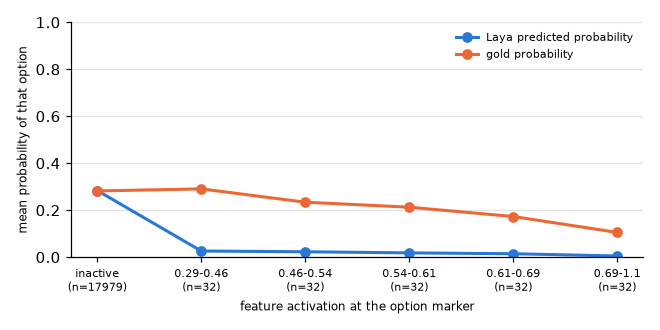 1.0
0.8
0.6
0.4
0.2
0.0
mean probability of that option
Laya predicted probability
gold probability
inactive 0.29-0.46 0.46-0.54 0.54-0.61 0.61-0.69 0.69-1.1
(n=17979) (n=32) (n=32) (n=32) (n=32) (n=32)
feature activation at the option marker